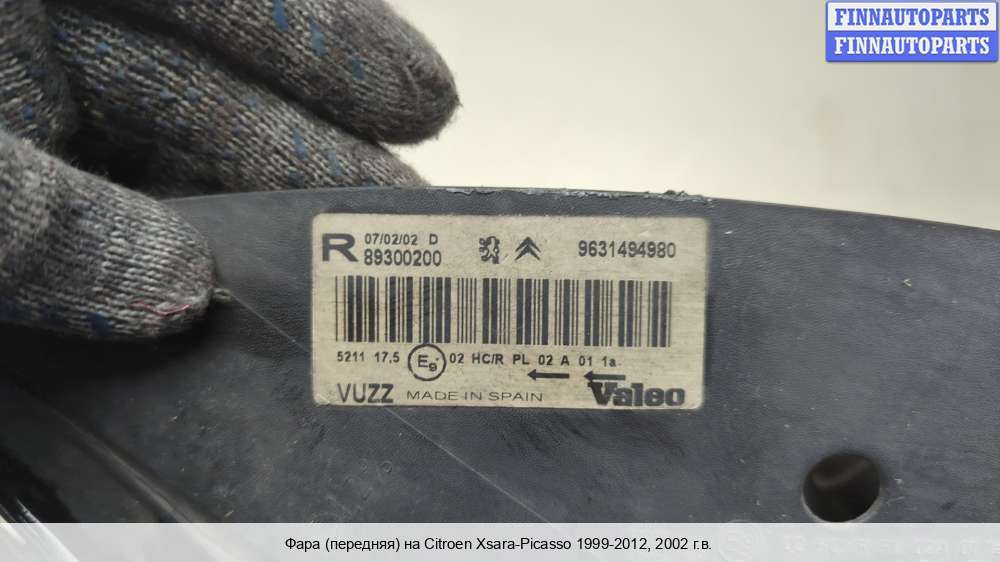 FINNAUTOPARTS
FINNAUTOPARTS
R 07/02/02 D
89300200
9631494980
5211 17.5 E9 02 HC/R PL 02 A 01 1a
VUZZ MADE IN SPAIN Valeo
Фара (передняя) на Citroen Xsara-Picasso 1999-2012, 2002 г.в.